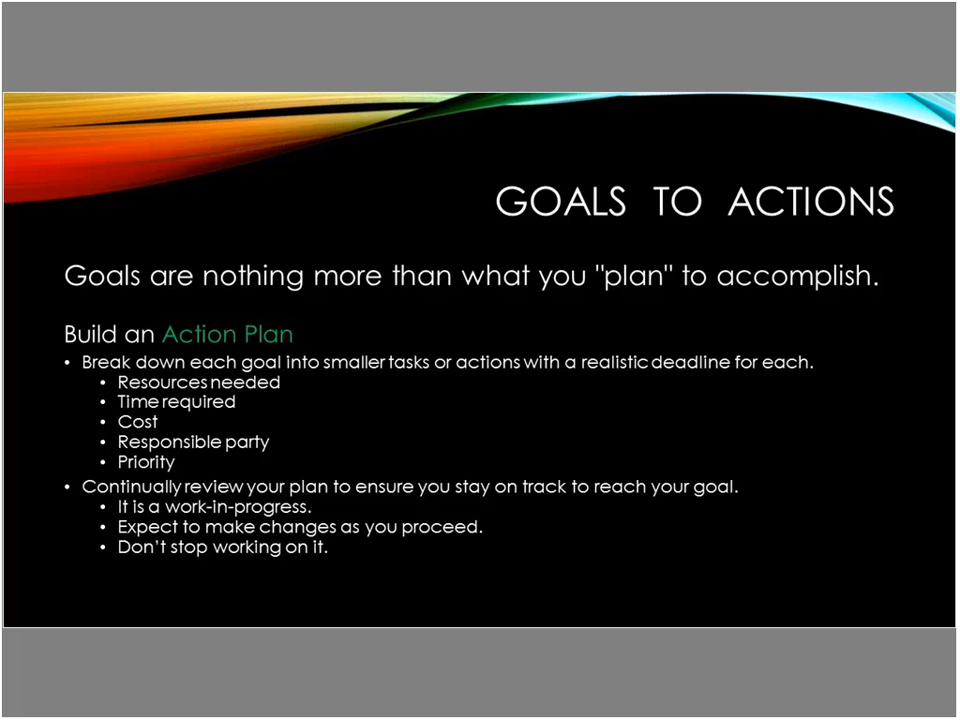 GOALS TO ACTIONS
Goals are nothing more than what you "plan" to accomplish.
Build an Action Plan
• Break down each goal into smaller tasks or actions with a realistic deadline for each.
• Resources needed
• Time required
• Cost
• Responsible party
• Priority
• Continually review your plan to ensure you stay on track to reach your goal.
• It is a work-in-progress.
• Expect to make changes as you proceed.
• Don't stop working on it.